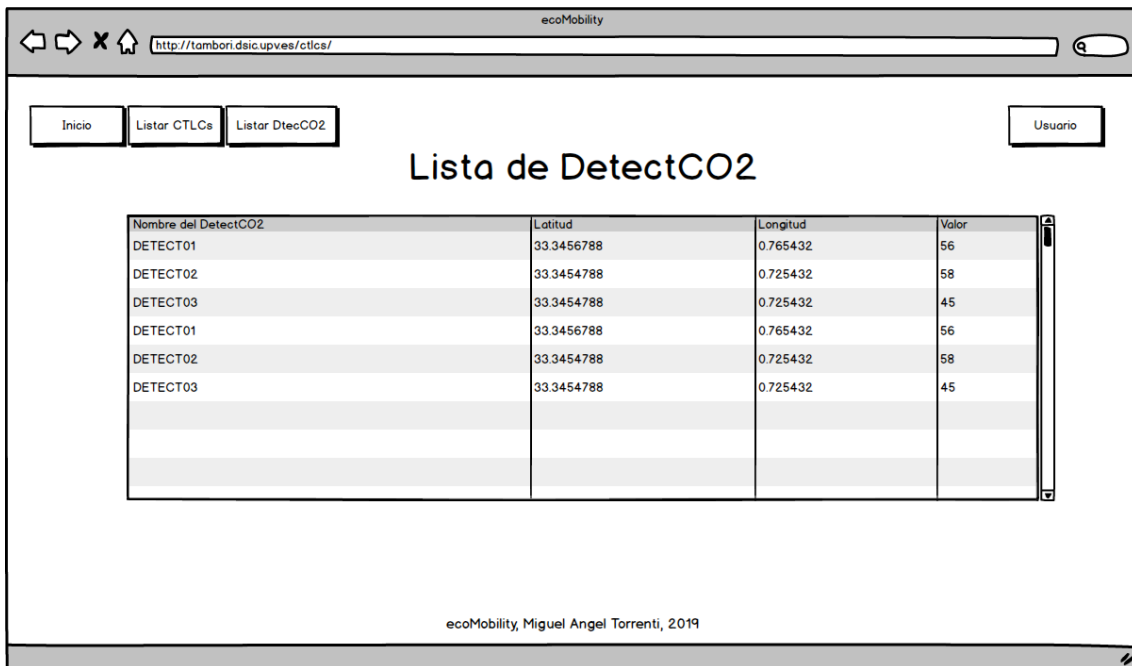 ecoMobility
http://tambori.dsic.upv.es/ctlcs/
Inicio Listar CTLCs Listar DtecCO2 Usuario
Lista de DetectCO2
Nombre del DetectCO2 Latitud Longitud Valor
DETECT01 33.3456788 0.765432 56
DETECT02 33.3454788 0.725432 58
DETECT03 33.3454788 0.725432 45
DETECT01 33.3456788 0.765432 56
DETECT02 33.3454788 0.725432 58
DETECT03 33.3454788 0.725432 45
ecoMobility, Miguel Angel Torrenti, 2019